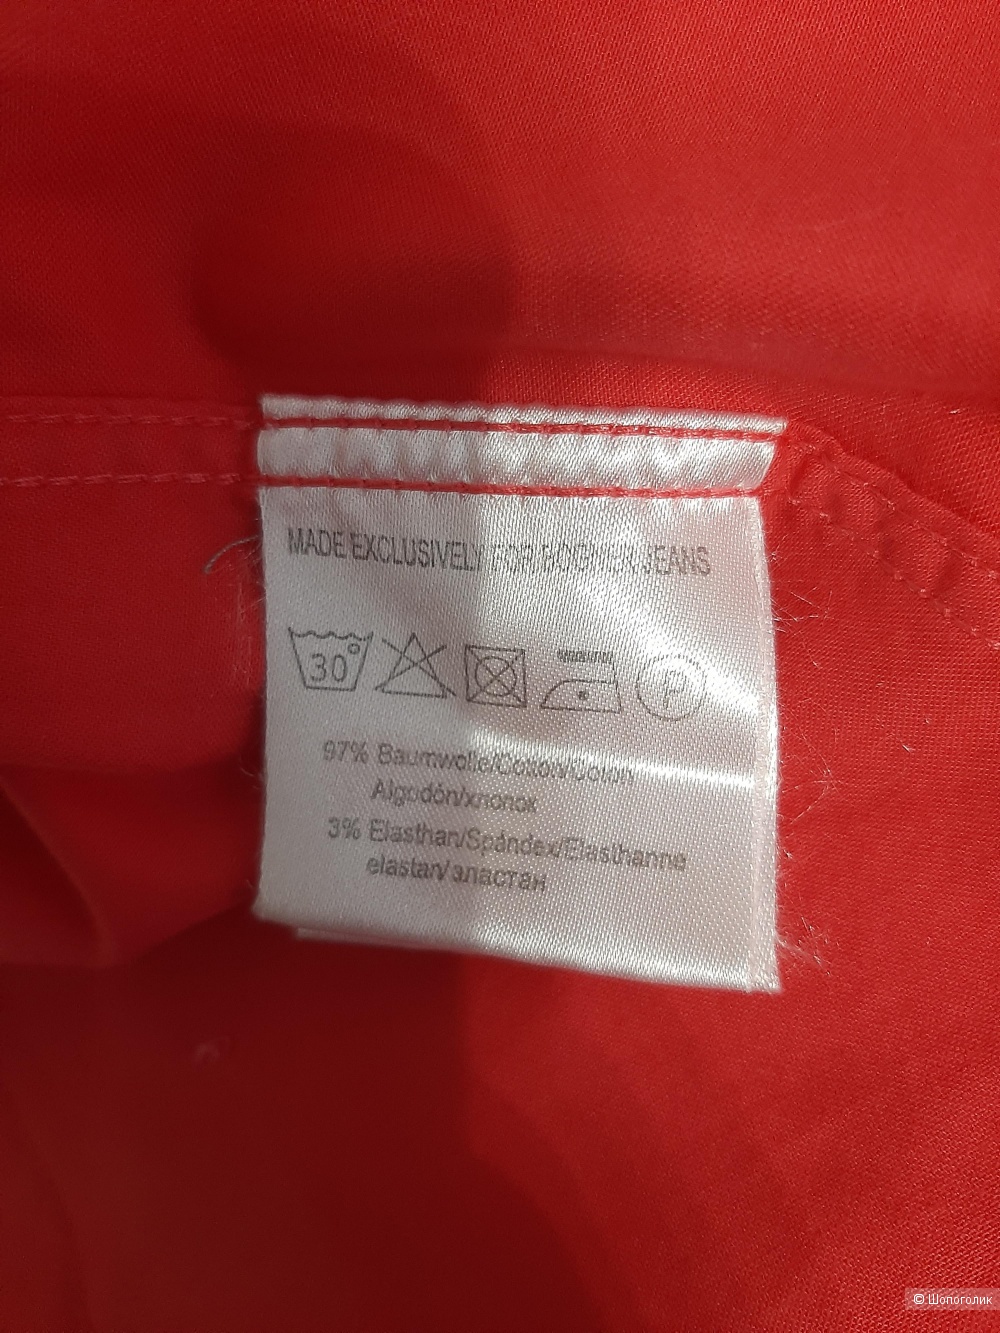 MADE EXCLUSIVELY FOR BOGNER JEANS
30°
P
97% Baumwolle/Cotton/Coton
Algodón/хлопок
3% Elasthan/Spandex/Elasthanne
elastan/эластан
© Шопоголик